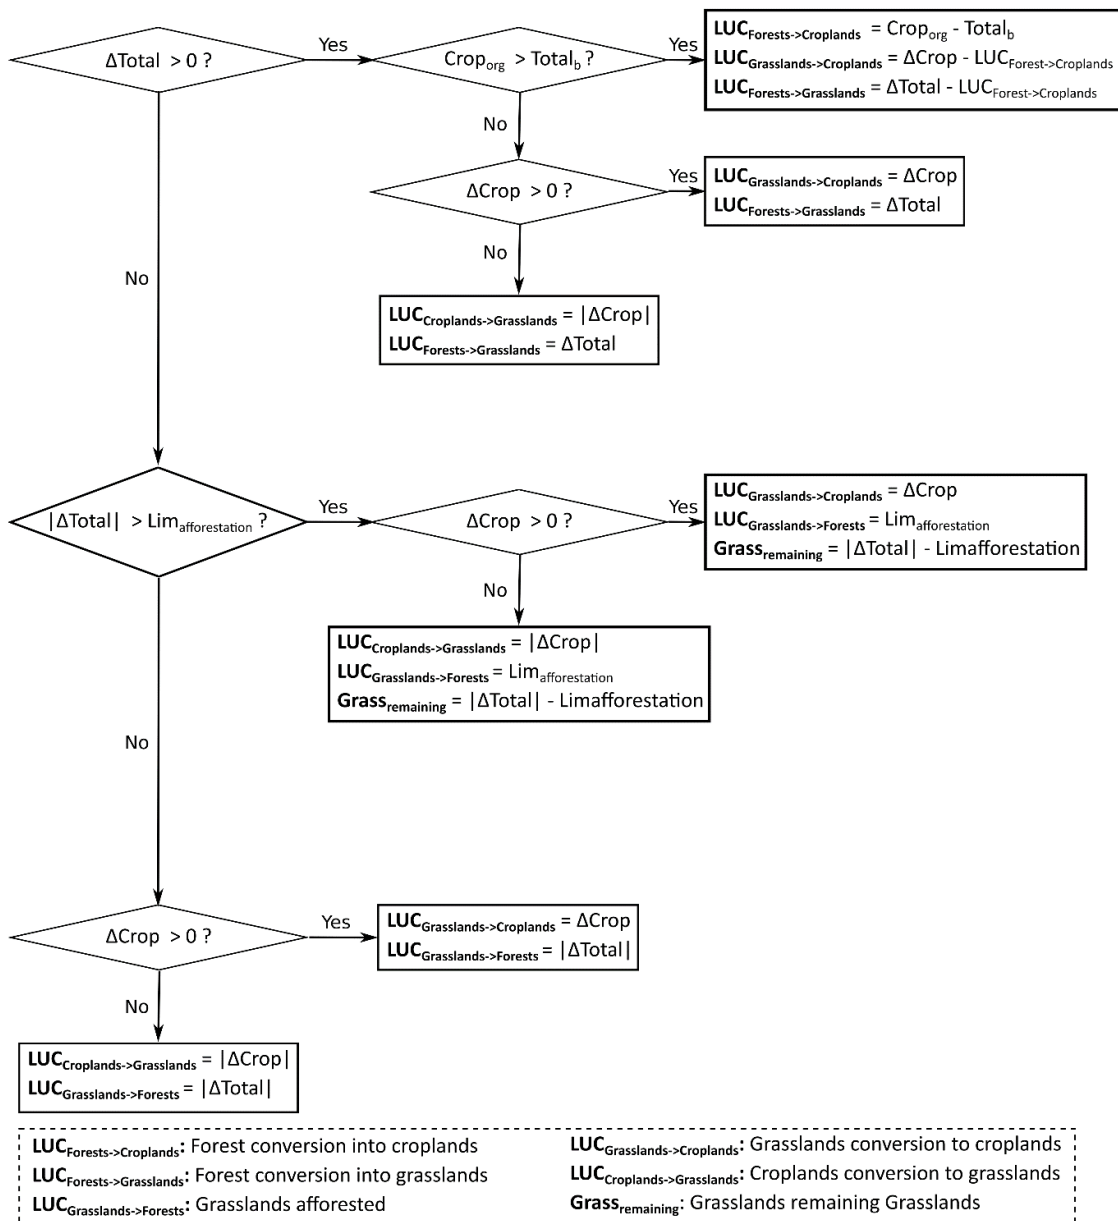 ΔTotal > 0 ?
Yes
Crop_org > Total_b ?
Yes
LUC_Forests->Croplands = Crop_org - Total_b
LUC_Grasslands->Croplands = ΔCrop - LUC_Forest->Croplands
LUC_Forests->Grasslands = ΔTotal - LUC_Forest->Croplands
No
ΔCrop > 0 ?
Yes
LUC_Grasslands->Croplands = ΔCrop
LUC_Forests->Grasslands = ΔTotal
No
No
LUC_Croplands->Grasslands = |ΔCrop|
LUC_Forests->Grasslands = ΔTotal
|ΔTotal| > Lim_afforestation ?
Yes
ΔCrop > 0 ?
Yes
LUC_Grasslands->Croplands = ΔCrop
LUC_Grasslands->Forests = Lim_afforestation
Grass_remaining = |ΔTotal| - Limafforestation
No
LUC_Croplands->Grasslands = |ΔCrop|
LUC_Grasslands->Forests = Lim_afforestation
Grass_remaining = |ΔTotal| - Limafforestation
No
ΔCrop > 0 ?
Yes
LUC_Grasslands->Croplands = ΔCrop
LUC_Grasslands->Forests = |ΔTotal|
No
LUC_Croplands->Grasslands = |ΔCrop|
LUC_Grasslands->Forests = |ΔTotal|
LUC_Forests->Croplands: Forest conversion into croplands
LUC_Forests->Grasslands: Forest conversion into grasslands
LUC_Grasslands->Forests: Grasslands afforested
LUC_Grasslands->Croplands: Grasslands conversion to croplands
LUC_Croplands->Grasslands: Croplands conversion to grasslands
Grass_remaining: Grasslands remaining Grasslands